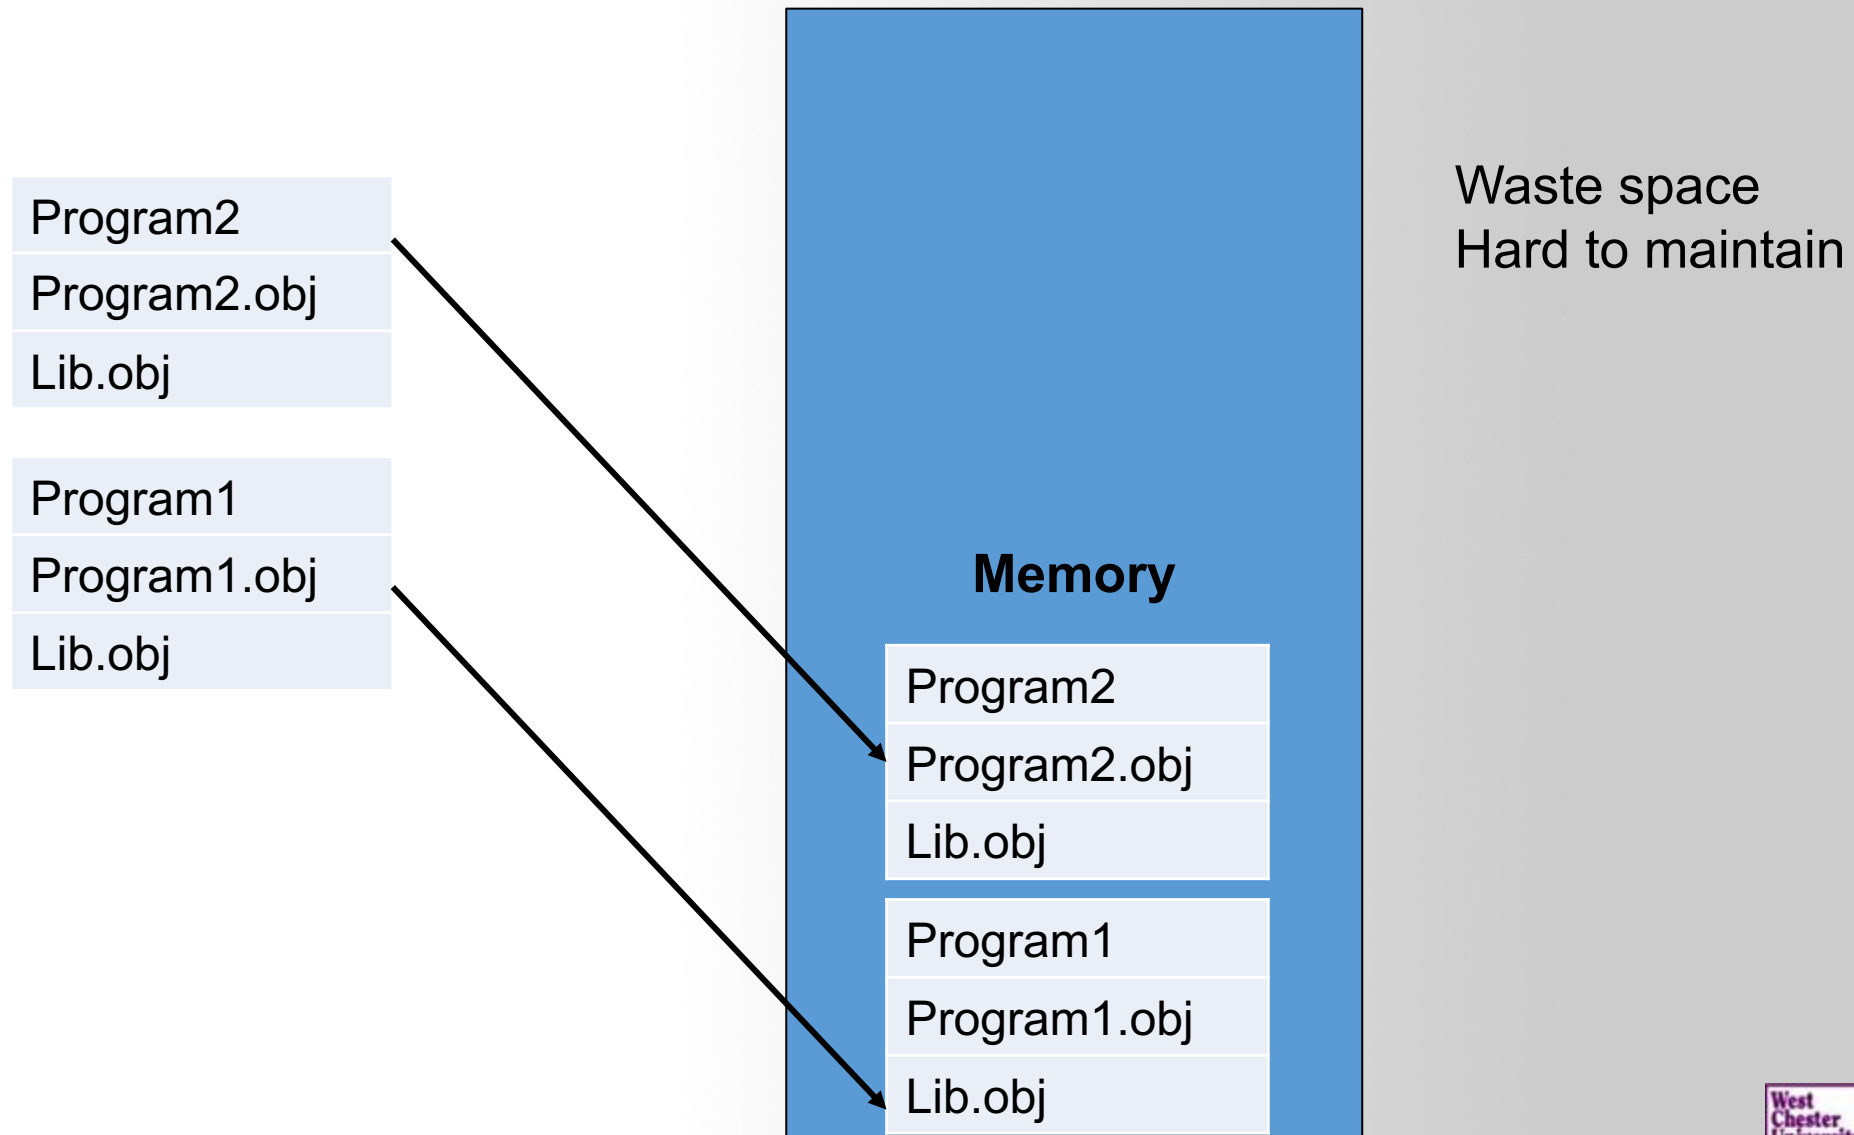 Program2
Program2.obj
Lib.obj
Program1
Program1.obj
Lib.obj
Memory
Program2
Program2.obj
Lib.obj
Program1
Program1.obj
Lib.obj
Waste space
Hard to maintain
West
Chester